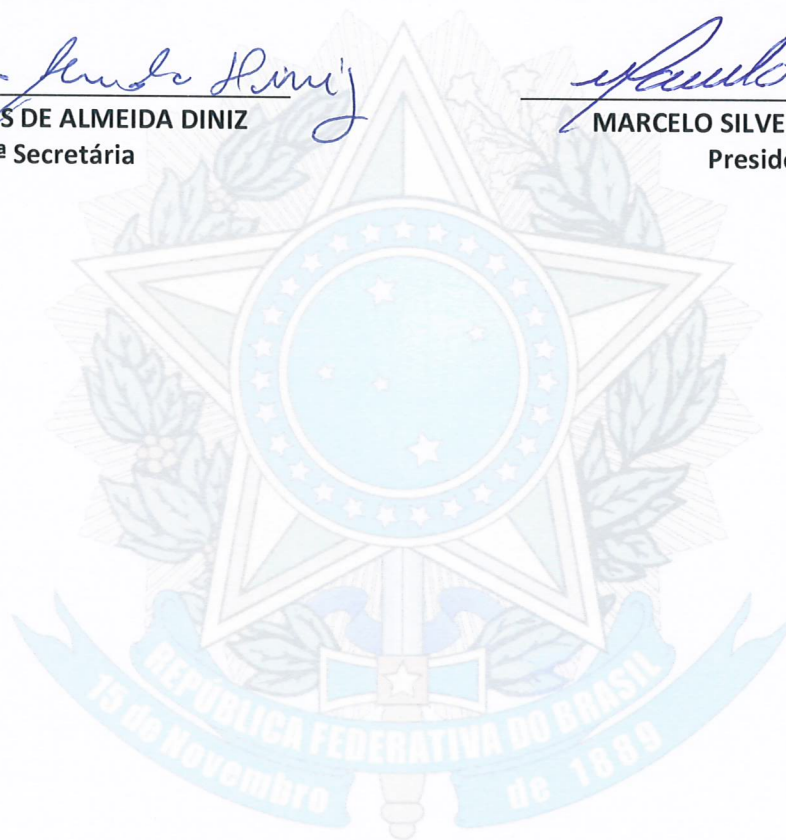 S DE ALMEIDA DINIZ
ª Secretária
MARCELO SILVE
Preside
REPÚBLICA FEDERATIVA DO BRASIL
15 de Novembro de 1889